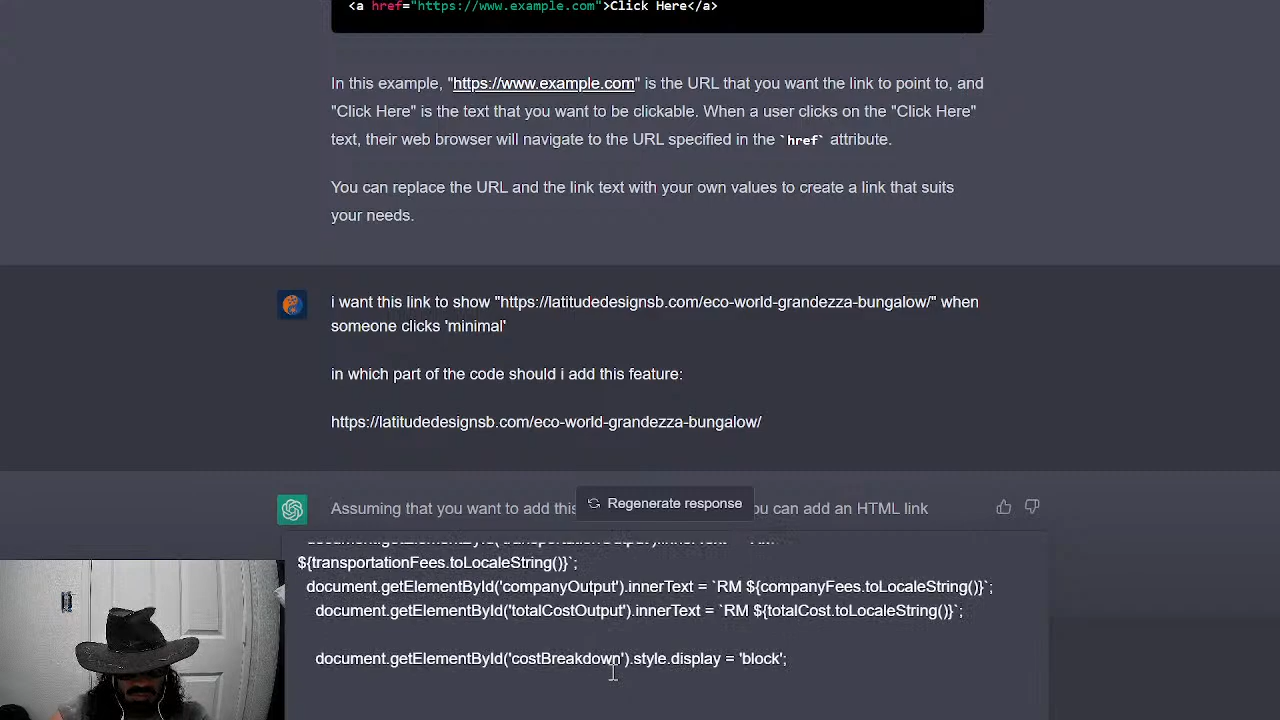 <a href="https://www.example.com">Click Here</a>
In this example, "https://www.example.com" is the URL that you want the link to point to, and
"Click Here" is the text that you want to be clickable. When a user clicks on the "Click Here"
text, their web browser will navigate to the URL specified in the `href` attribute.
You can replace the URL and the link text with your own values to create a link that suits
your needs.
i want this link to show "https://latitudedesignsb.com/eco-world-grandezza-bungalow/" when
someone clicks 'minimal'
in which part of the code should i add this feature:
https://latitudedesignsb.com/eco-world-grandezza-bungalow/
Assuming that you want to add this
Regenerate response
you can add an HTML link
${transportationFees.toLocaleString()}`;
document.getElementById('companyOutput').innerText = `RM ${companyFees.toLocaleString()}`;
document.getElementById('totalCostOutput').innerText = `RM ${totalCost.toLocaleString()}`;
document.getElementById('costBreakdown').style.display = 'block';